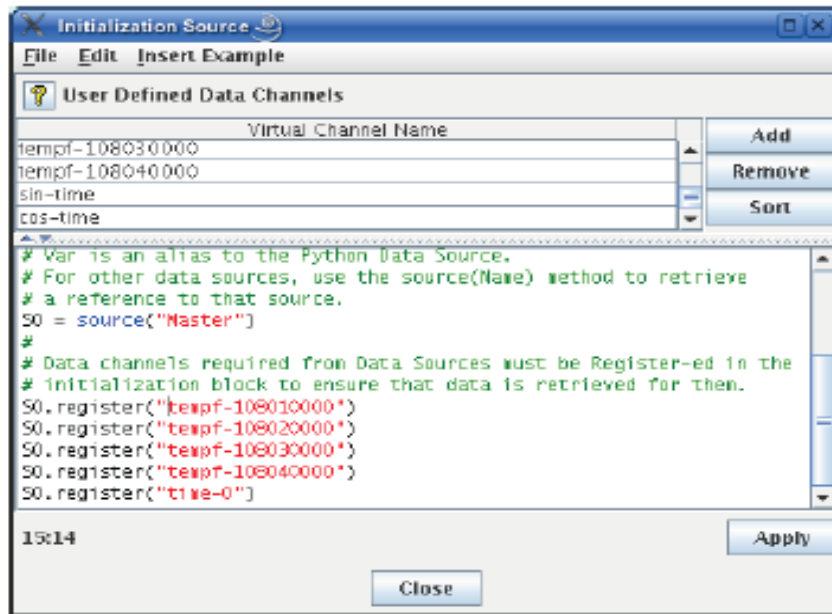 Initialization Source
File Edit Insert Example
User Defined Data Channels
Virtual Channel Name
tempf-108030000
tempf-108040000
sin-time
cos-time
Add
Remove
Sort
# Var is an alias to the Python Data Source.
# For other data sources, use the source(Name) method to retrieve
# a reference to that source.
S0 = source("Master")
#
# Data channels required from Data Sources must be Register-ed in the
# initialization block to ensure that data is retrieved for them.
S0.register("tempf-108010000")
S0.register("tempf-108020000")
S0.register("tempf-108030000")
S0.register("tempf-108040000")
S0.register("time-0")
15:14
Apply
Close